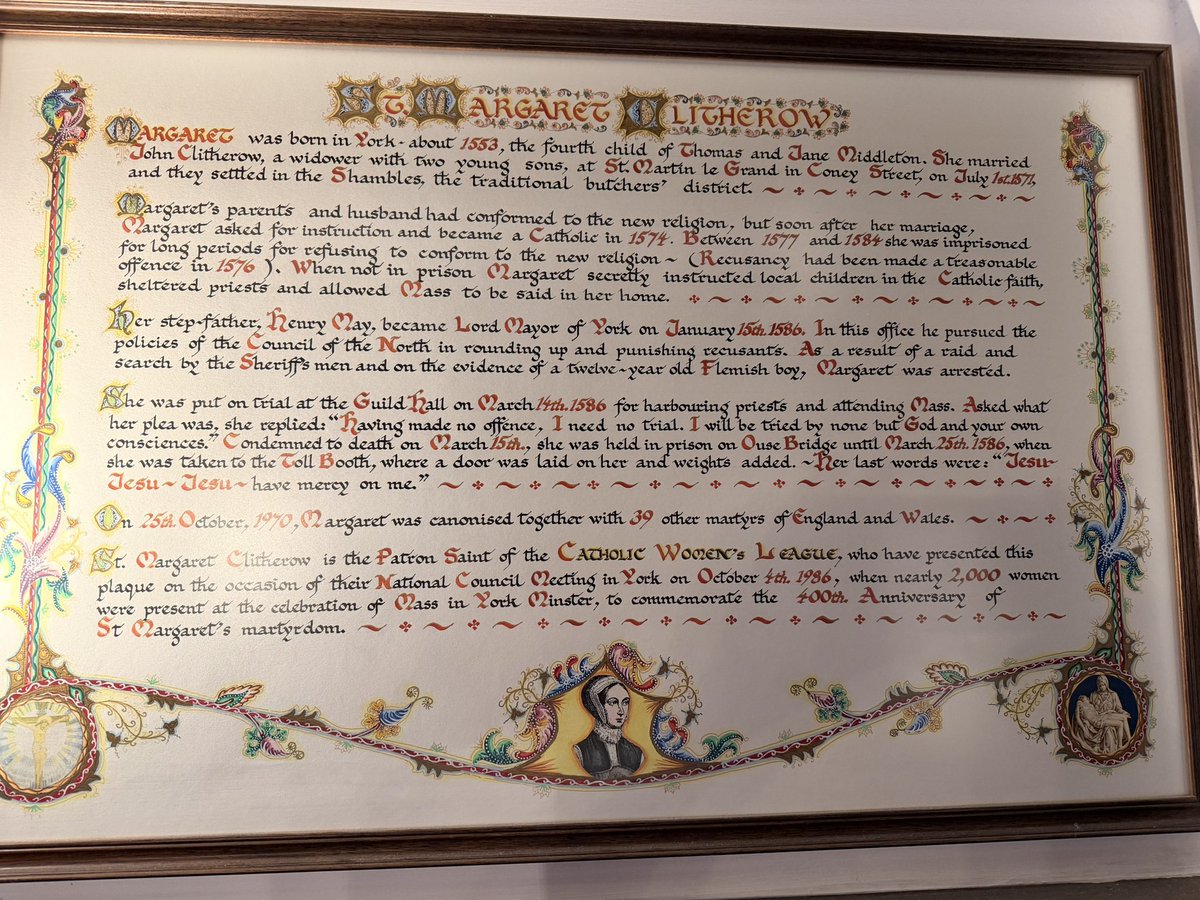 St. Margaret Clitherow
Margaret was born in York - about 1553, the fourth child of Thomas and Jane Middleton. She married
John Clitherow, a widower with two young sons, at St. Martin le Grand in Coney Street, on July 1st. 1571,
and they settled in the Shambles, the traditional butchers' district.
Margaret's parents and husband had conformed to the new religion, but soon after her marriage,
Margaret asked for instruction and became a Catholic in 1574. Between 1577 and 1584 she was imprisoned
for long periods for refusing to conform to the new religion ~ (Recusancy had been made a treasonable
offence in 1576). When not in prison Margaret secretly instructed local children in the Catholic faith,
sheltered priests and allowed Mass to be said in her home.
Her step-father, Henry May, became Lord Mayor of York on January 15th. 1586. In this office he pursued the
policies of the Council of the North in rounding up and punishing recusants. As a result of a raid and
search by the Sheriff's men and on the evidence of a twelve-year old Flemish boy, Margaret was arrested.
She was put on trial at the Guild Hall on March 14th. 1586 for harbouring priests and attending Mass. Asked what
her plea was, she replied: "Having made no offence, I need no trial. I will be tried by none but God and your own
consciences." Condemned to death on March 15th., she was held in prison on Ouse Bridge until March 25th. 1586, when
she was taken to the Toll Booth, where a door was laid on her and weights added. ~ Her last words were: "Jesu-
Jesu ~ Jesu ~ have mercy on me."
On 25th. October, 1970, Margaret was canonised together with 39 other martyrs of England and Wales.
St. Margaret Clitherow is the Patron Saint of the Catholic Women's League, who have presented this
plaque on the occasion of their National Council Meeting in York on October 4th. 1986, when nearly 2,000 women
were present at the celebration of Mass in York Minster, to commemorate the 400th. Anniversary of
St Margaret's martyrdom.